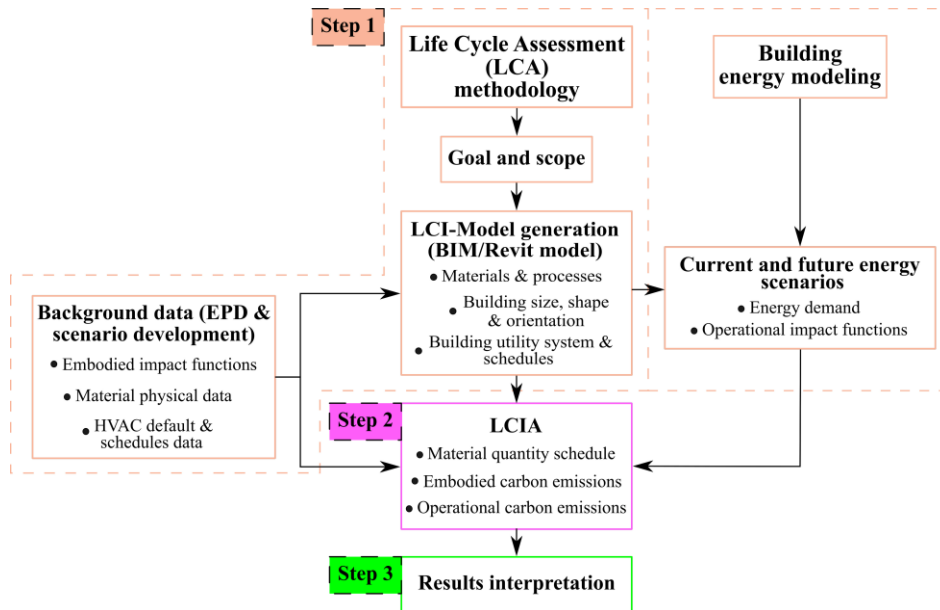 Step 1
Life Cycle Assessment
(LCA)
methodology
Building
energy modeling
Goal and scope
LCI-Model generation
(BIM/Revit model)
● Materials & processes
● Building size, shape
& orientation
● Building utility system &
schedules
Current and future energy
scenarios
● Energy demand
● Operational impact functions
Background data (EPD &
scenario development)
● Embodied impact functions
● Material physical data
● HVAC default &
schedules data
Step 2
LCIA
● Material quantity schedule
● Embodied carbon emissions
● Operational carbon emissions
Step 3
Results interpretation